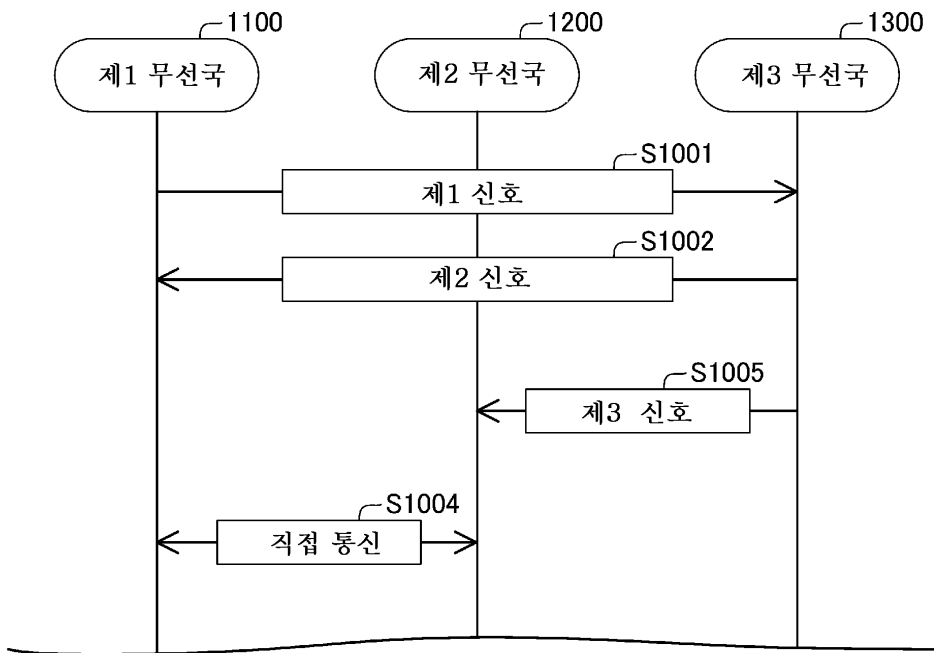 1100
1200
1300
제1 무선국
제2 무선국
제3 무선국
S1001
제1 신호
S1002
제2 신호
S1005
제3 신호
S1004
직접 통신